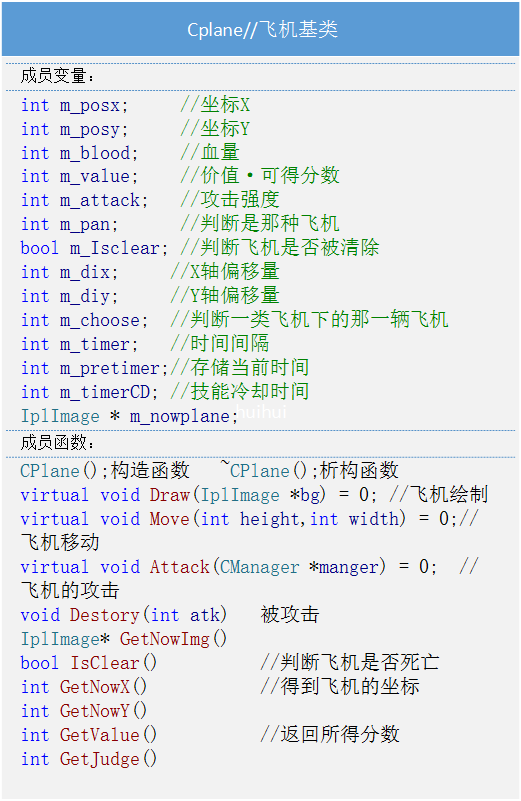 Cplane//飞机基类
成员变量:
int m_posx; //坐标X
int m_posy; //坐标Y
int m_blood; //血量
int m_value; //价值·可得分数
int m_attack; //攻击强度
int m_pan; //判断是那种飞机
bool m_Isclear; //判断飞机是否被清除
int m_dix; //X轴偏移量
int m_diy; //Y轴偏移量
int m_choose; //判断一类飞机下的那一辆飞机
int m_timer; //时间间隔
int m_pretimer;//存储当前时间
int m_timerCD; //技能冷却时间
IplImage * m_nowplane;
成员函数:
CPlane();构造函数 ~CPlane();析构函数
virtual void Draw(IplImage *bg) = 0; //飞机绘制
virtual void Move(int height,int width) = 0;//
飞机移动
virtual void Attack(CManager *manger) = 0; //
飞机的攻击
void Destory(int atk) 被攻击
IplImage* GetNowImg()
bool IsClear() //判断飞机是否死亡
int GetNowX() //得到飞机的坐标
int GetNowY()
int GetValue() //返回所得分数
int GetJudge()